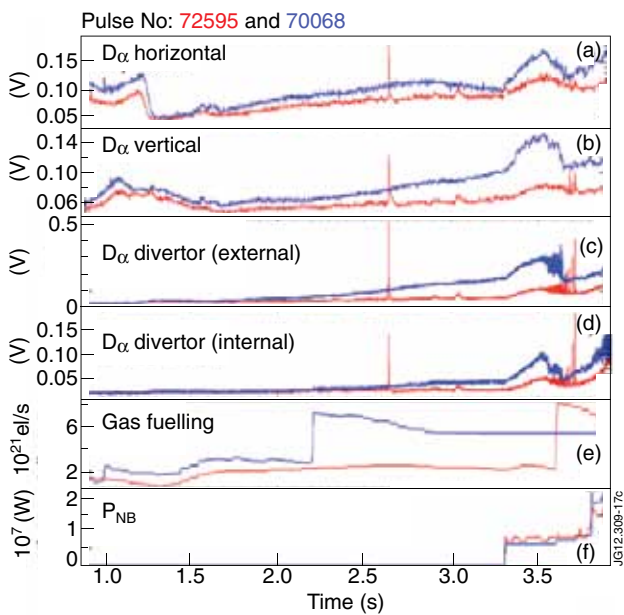 Pulse No: 72595 and 70068
Dα horizontal
(a)
0.15
0.10
0.05
(V)
Dα vertical
(b)
0.14
0.10
0.06
(V)
0.5
Dα divertor (external)
(c)
0
(V)
(d)
0.15
0.10
0.05
(V)
Dα divertor (internal)
Gas fuelling
6
2
10²¹el/s
(e)
2
1
0
10⁷ (W)
PNB
(f)
1.0 1.5 2.0 2.5 3.0 3.5
Time (s)
JG12.309-17c